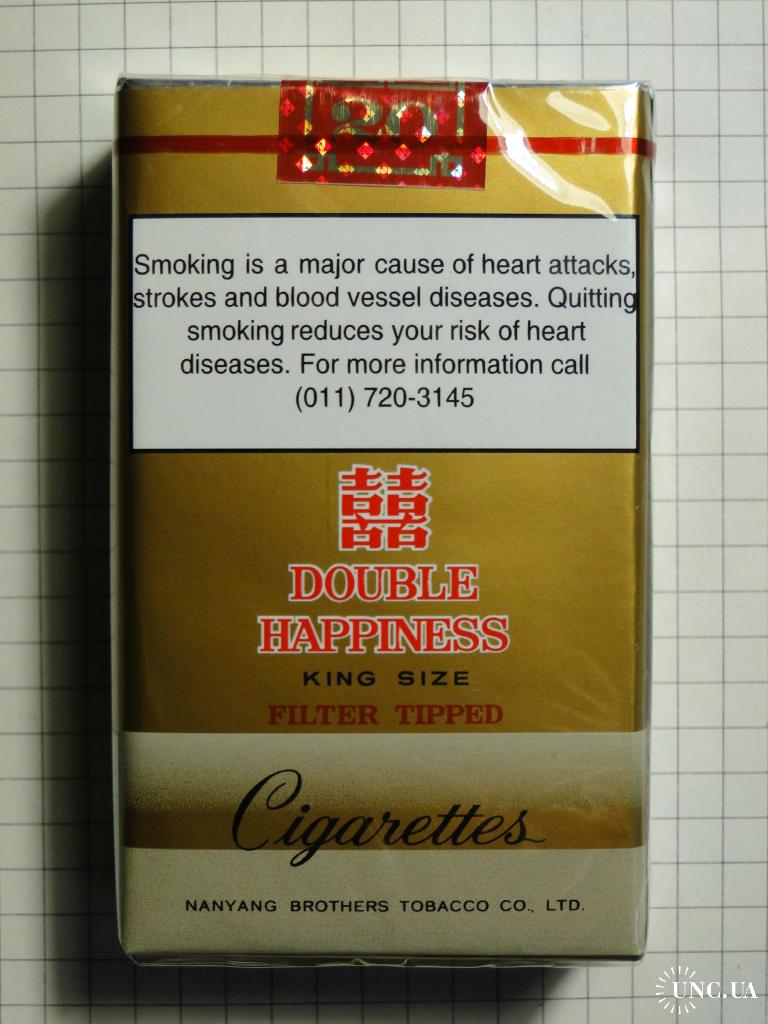 20
Smoking is a major cause of heart attacks,
strokes and blood vessel diseases. Quitting
smoking reduces your risk of heart
diseases. For more information call
(011) 720-3145
囍
DOUBLE
HAPPINESS
KING SIZE
FILTER TIPPED
Cigarettes
NANYANG BROTHERS TOBACCO CO., LTD.
UNC.UA